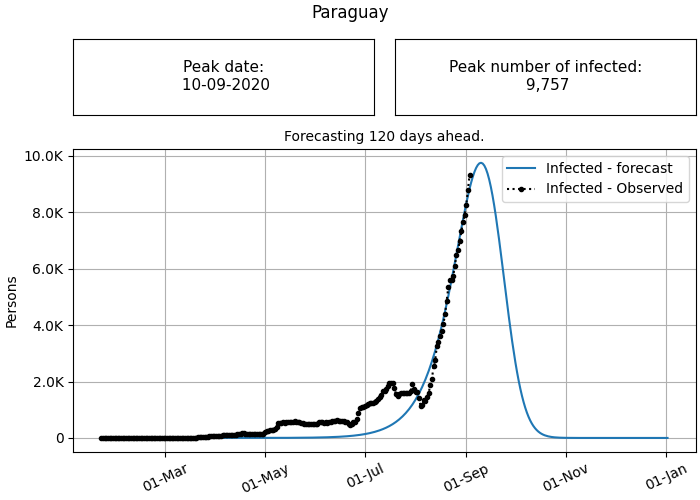 Paraguay
Peak date:
10-09-2020
Peak number of infected:
9,757
Forecasting 120 days ahead.
10.0K
8.0K
6.0K
4.0K
2.0K
0
Persons
Infected - forecast
Infected - Observed
01-Mar
01-May
01-Jul
01-Sep
01-Nov
01-Jan